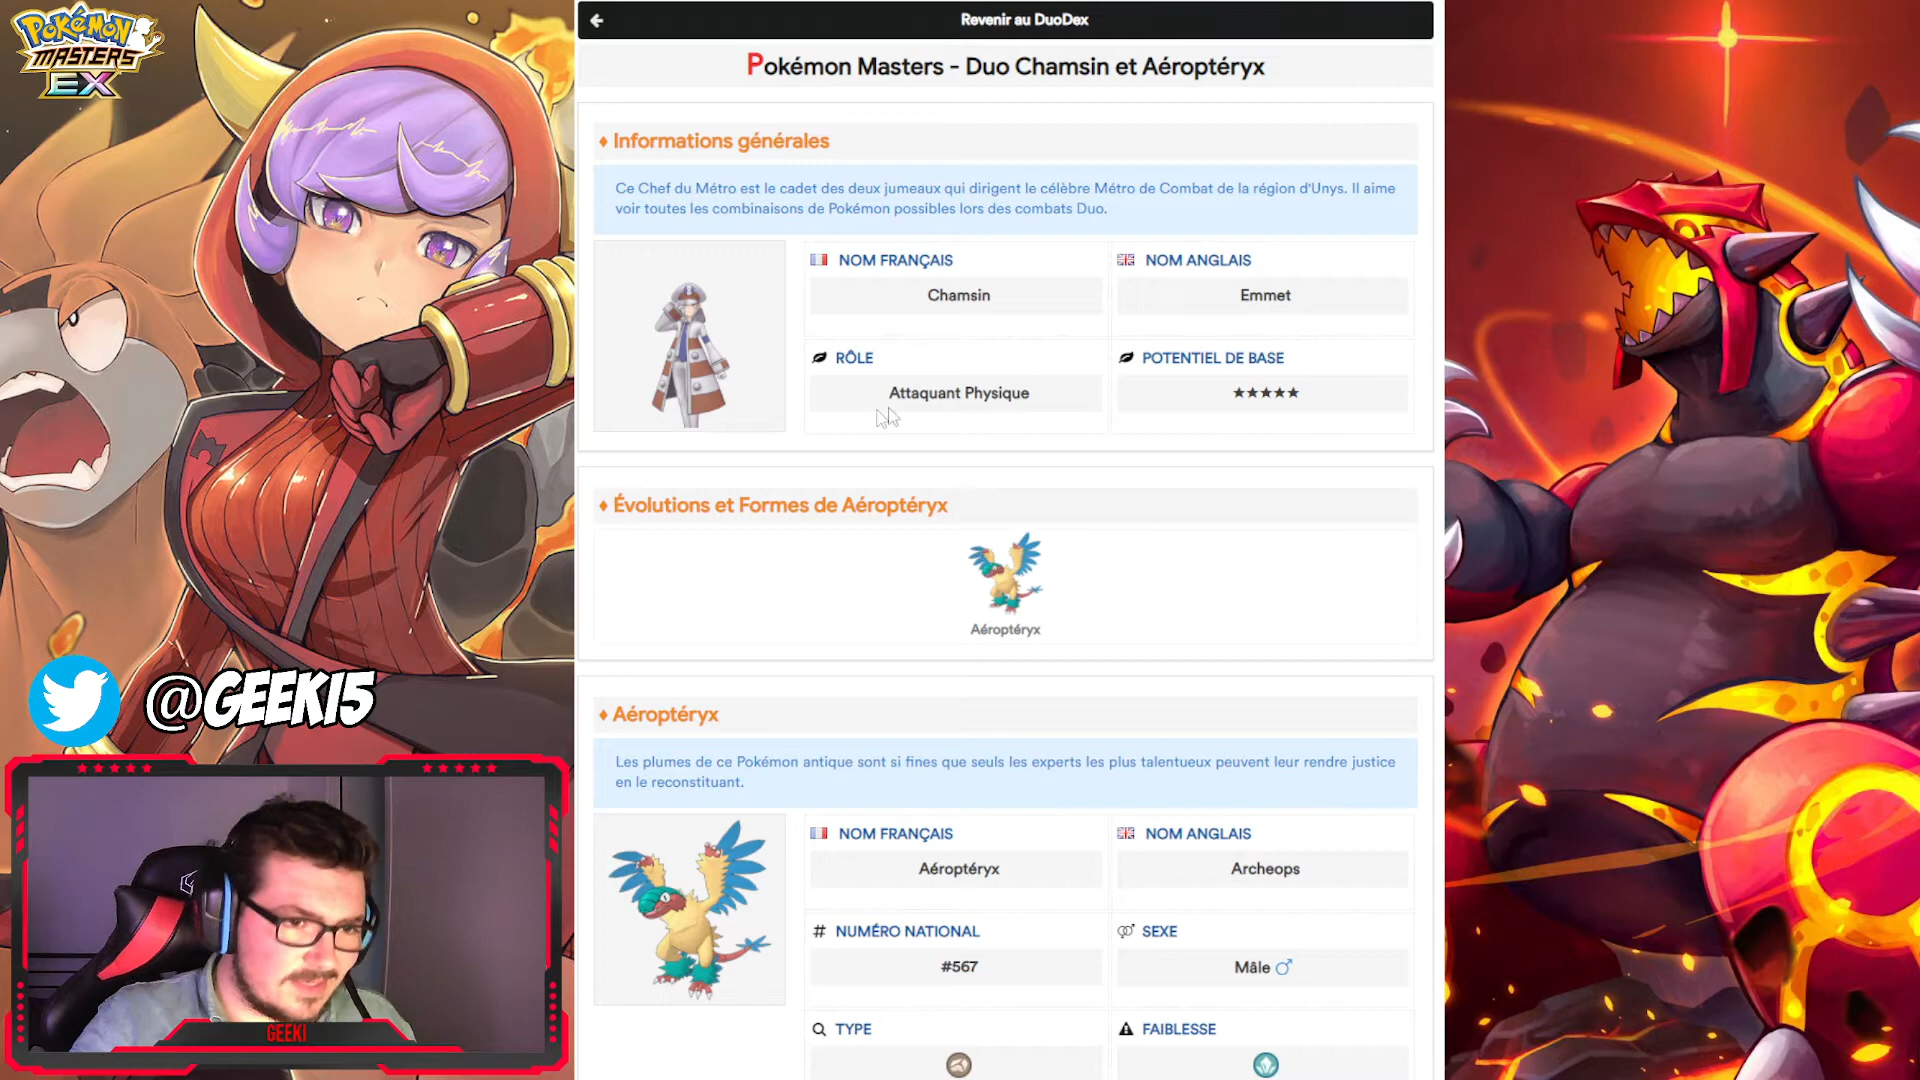 POKéMON
MASTERS
EX
Revenir au DuoDex
Pokémon Masters - Duo Chamsin et Aéroptéryx
Informations générales
Ce Chef du Métro est le cadet des deux jumeaux qui dirigent le célèbre Métro de Combat de la région d'Unys. Il aime
voir toutes les combinaisons de Pokémon possibles lors des combats Duo.
NOM FRANÇAIS
Chamsin
NOM ANGLAIS
Emmet
RÔLE
Attaquant Physique
POTENTIEL DE BASE
★★★★★
Évolutions et Formes de Aéroptéryx
Aéroptéryx
Aéroptéryx
Les plumes de ce Pokémon antique sont si fines que seuls les experts les plus talentueux peuvent leur rendre justice
en le reconstituant.
NOM FRANÇAIS
Aéroptéryx
NOM ANGLAIS
Archeops
# NUMÉRO NATIONAL
#567
SEXE
Mâle ♂
TYPE
FAIBLESSE
@GEEKI5
GEEKI